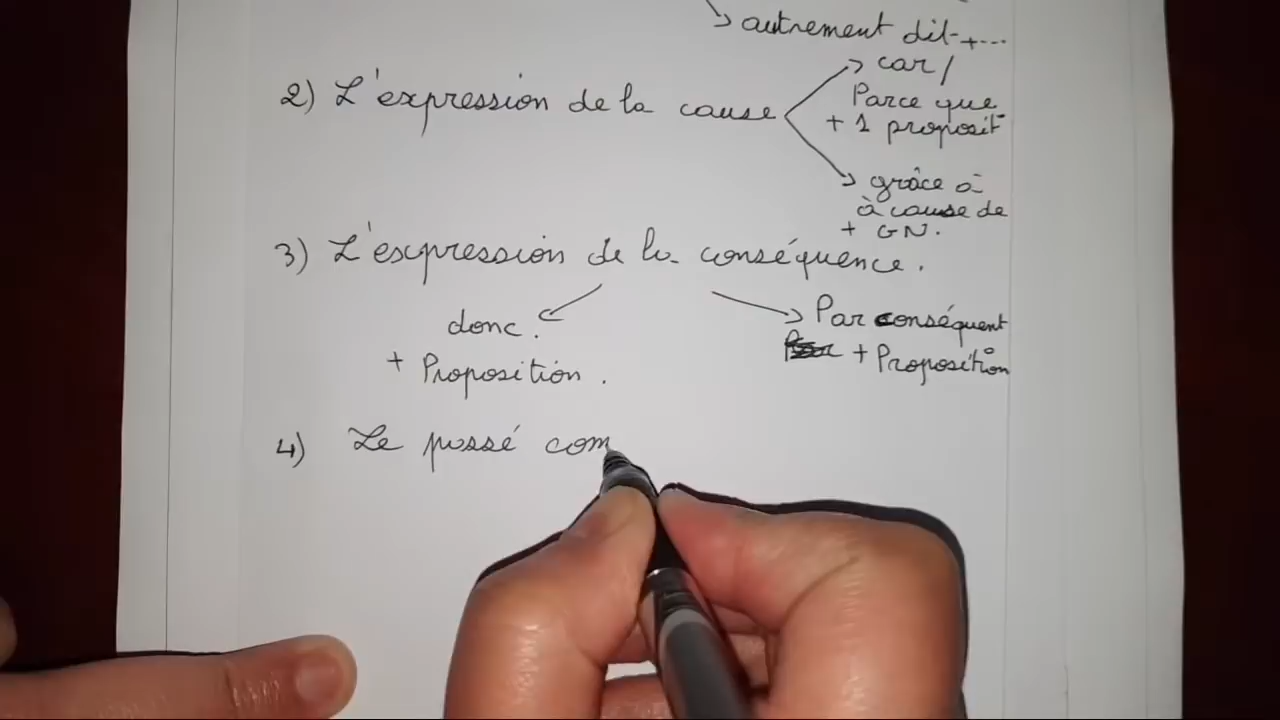 autrement dit + ...
2) L'expression de la cause
car /
Parce que
+ 1 proposit
grâce à
à cause de
+ GN.
3) L'expression de la conséquence.
donc.
+ Proposition.
Par conséquent
+ Proposition
4) Le passé com